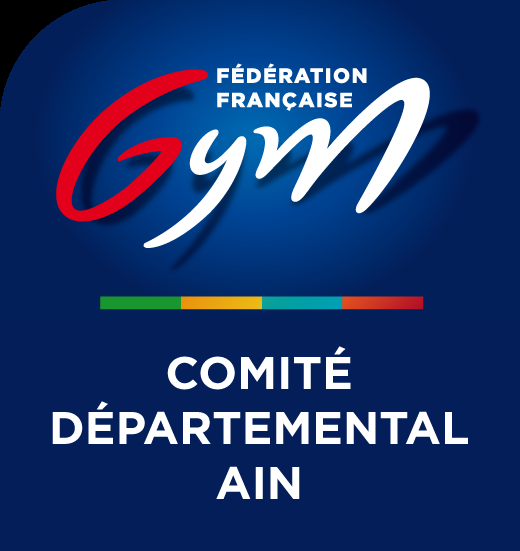 FÉDÉRATION
FRANÇAISE
Gym
COMITÉ
DÉPARTEMENTAL
AIN